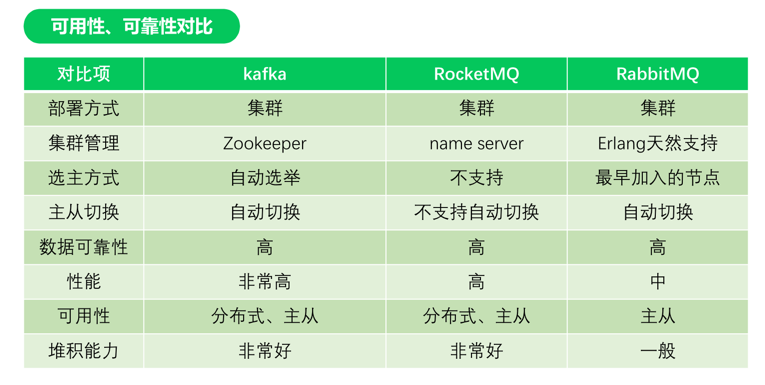 可用性、可靠性对比
对比项 kafka RocketMQ RabbitMQ
部署方式 集群 集群 集群
集群管理 Zookeeper name server Erlang天然支持
选主方式 自动选举 不支持 最早加入的节点
主从切换 自动切换 不支持自动切换 自动切换
数据可靠性 高 高 高
性能 非常高 高 中
可用性 分布式、主从 分布式、主从 主从
堆积能力 非常好 非常好 一般